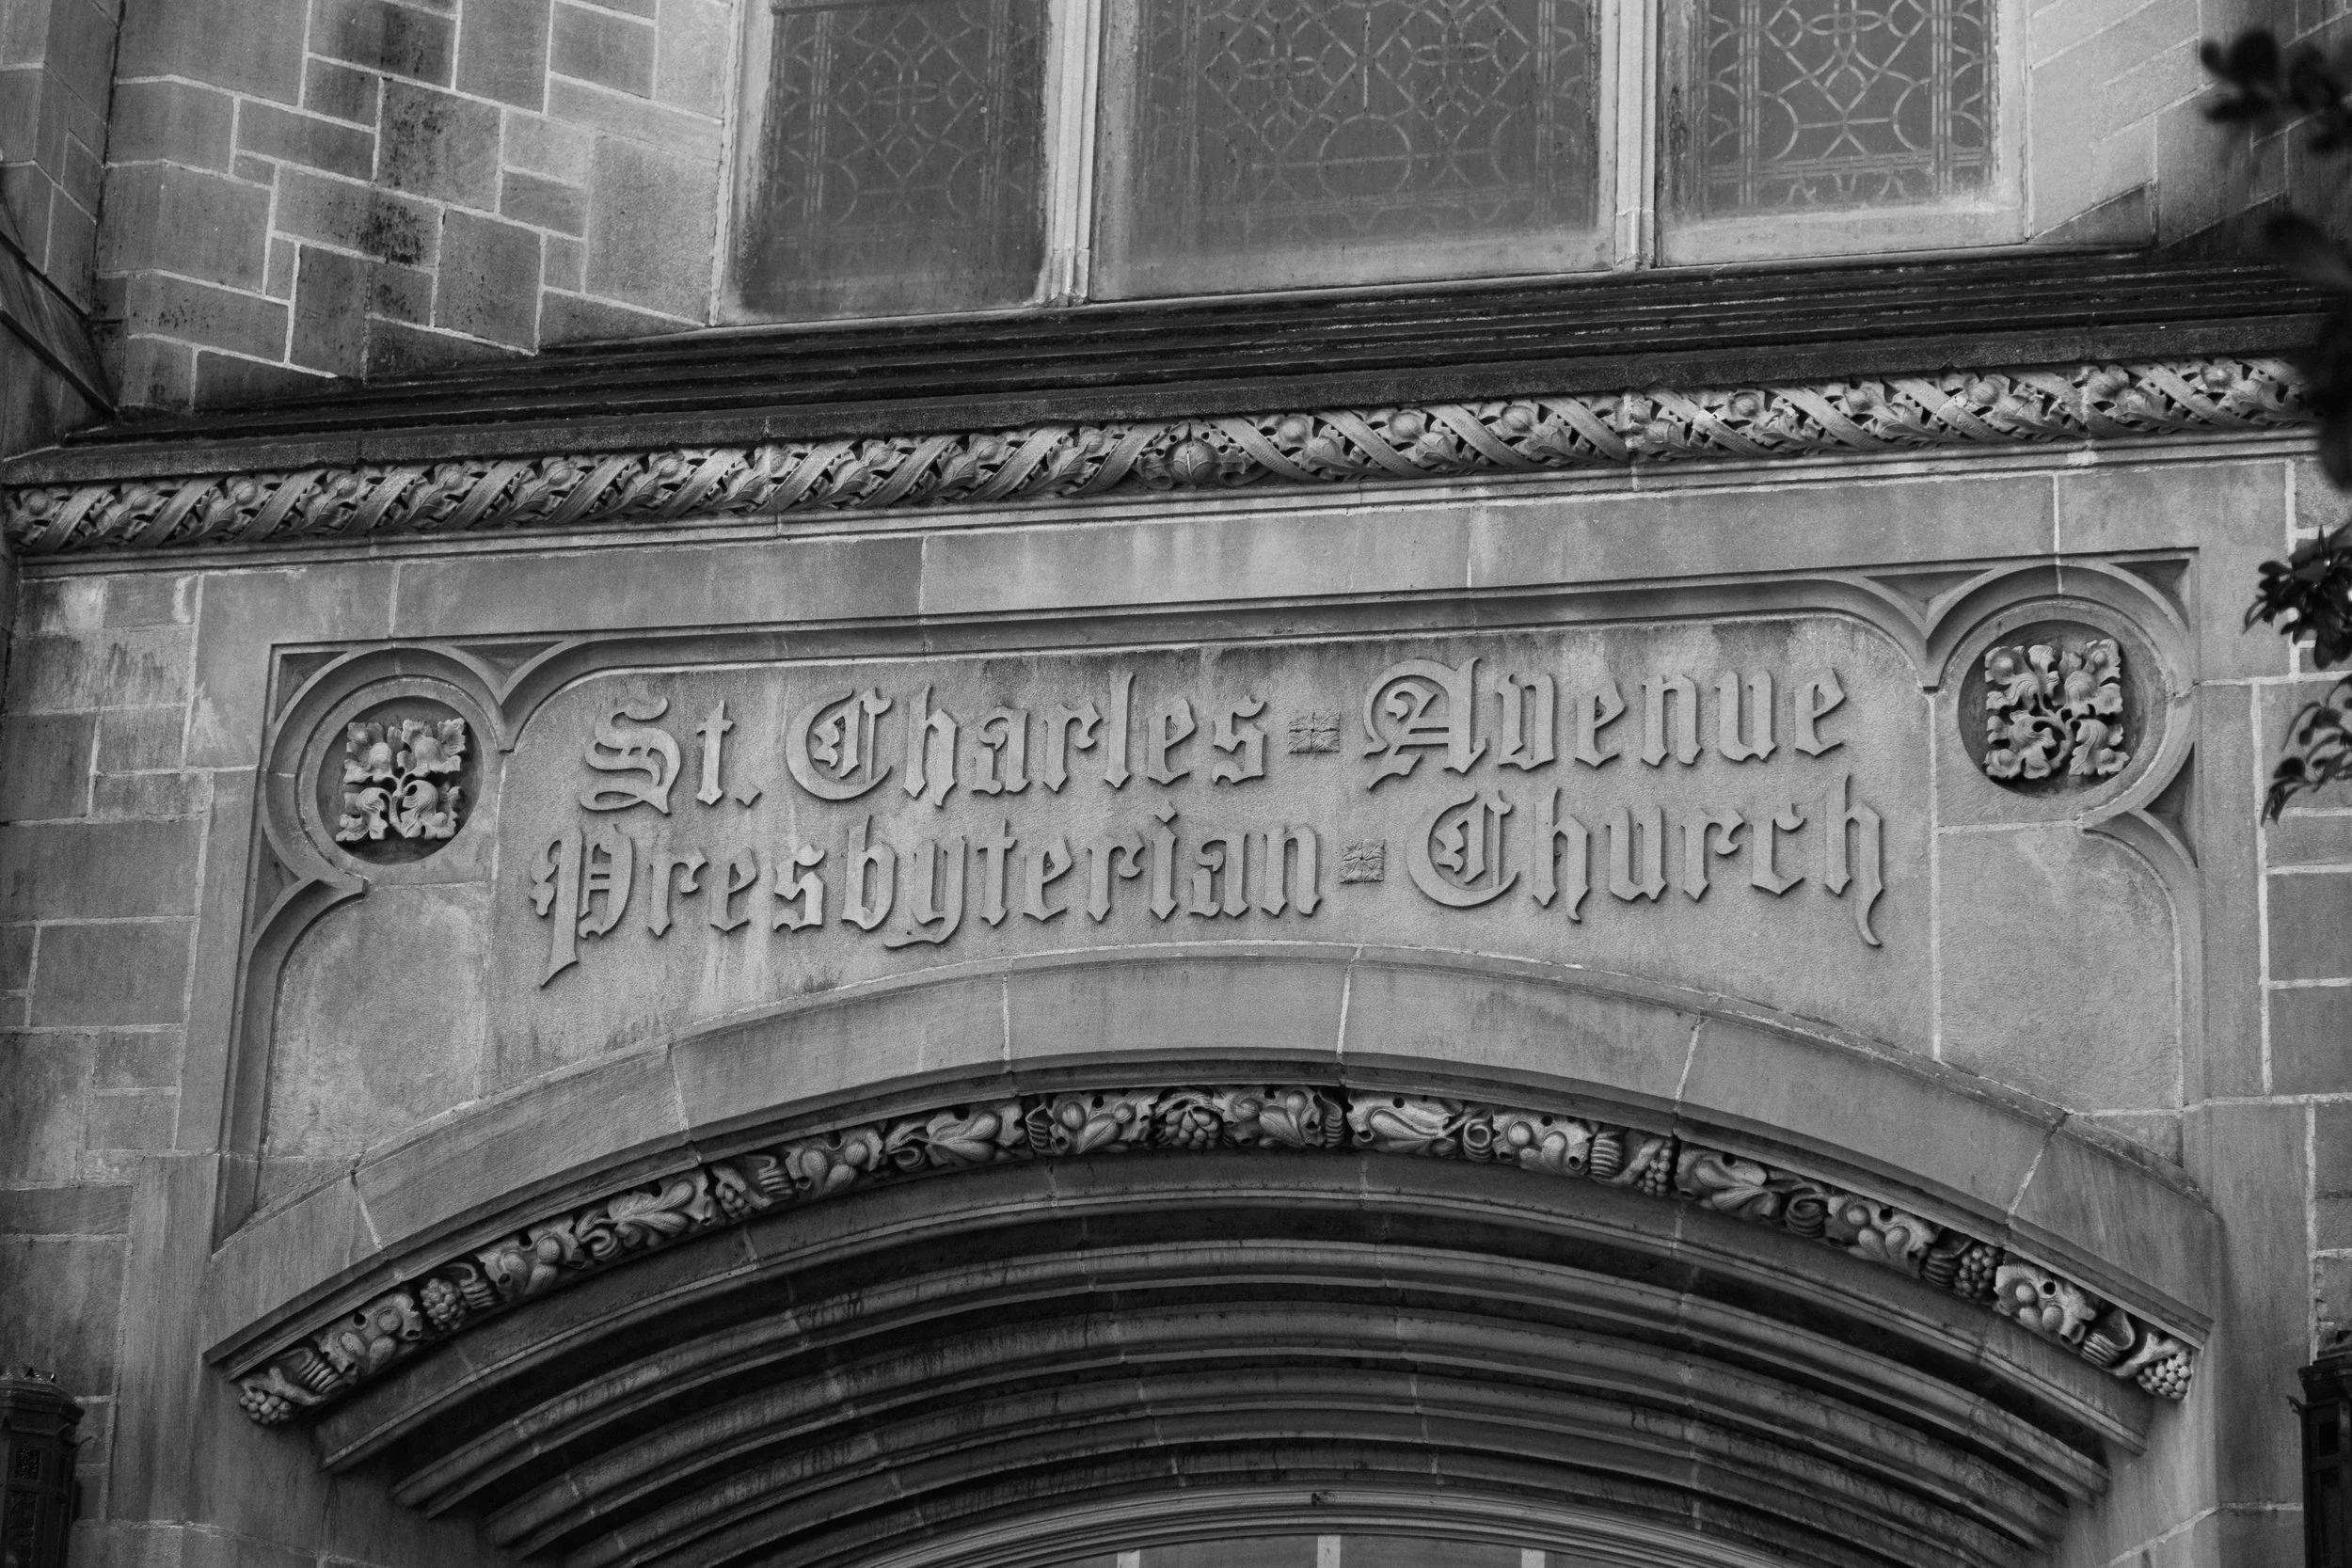 St. Charles Avenue
Presbyterian Church